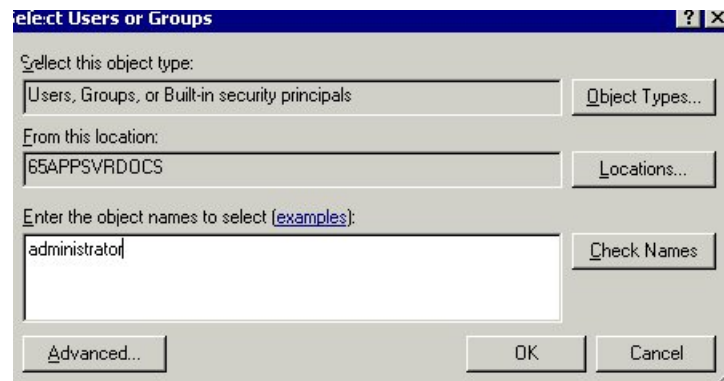 Select Users or Groups
Select this object type:
Users, Groups, or Built-in security principals
Object Types...
From this location:
65APPSVRDOCS
Locations...
Enter the object names to select (examples):
administrator
Check Names
Advanced...
OK
Cancel